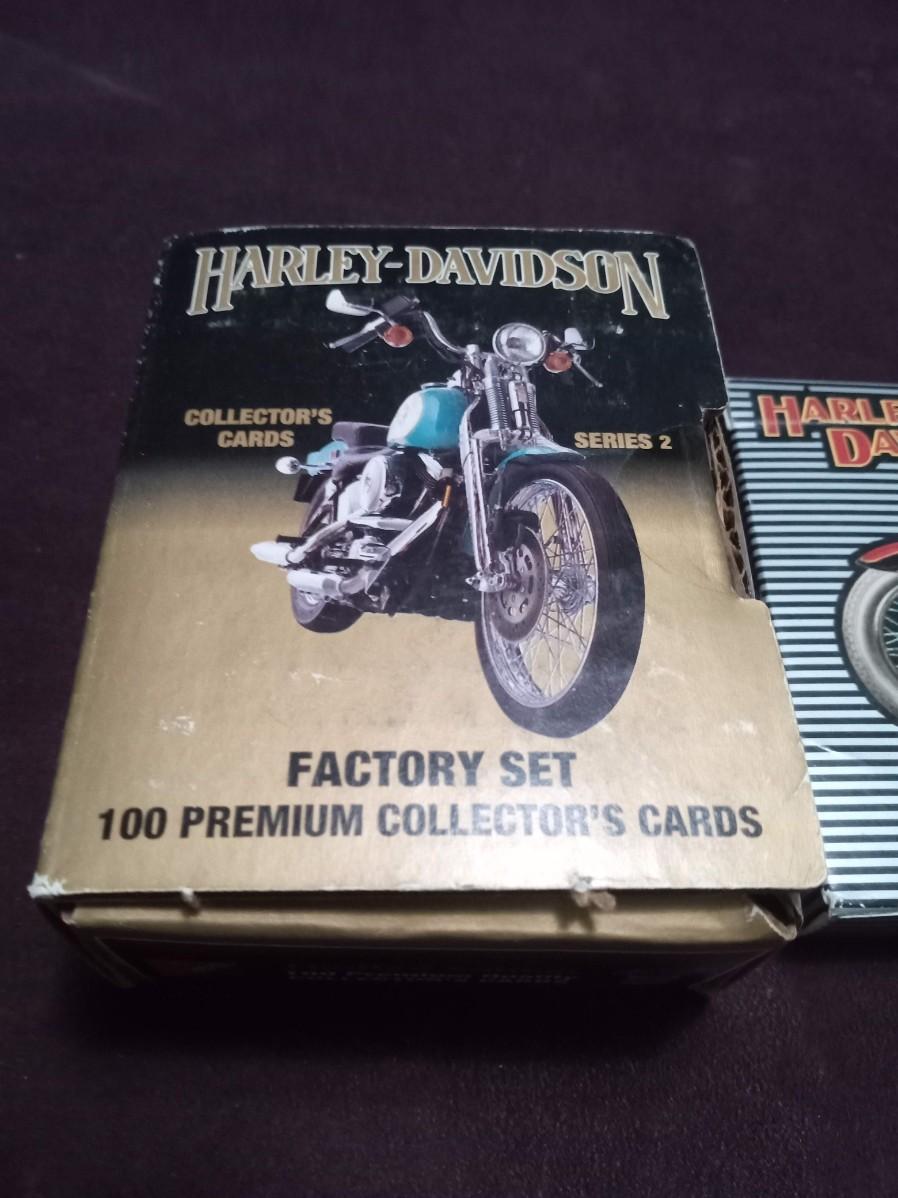 HARLEY-DAVIDSON
COLLECTOR'S
CARDS
SERIES 2
FACTORY SET
100 PREMIUM COLLECTOR'S CARDS
HARLE
DA